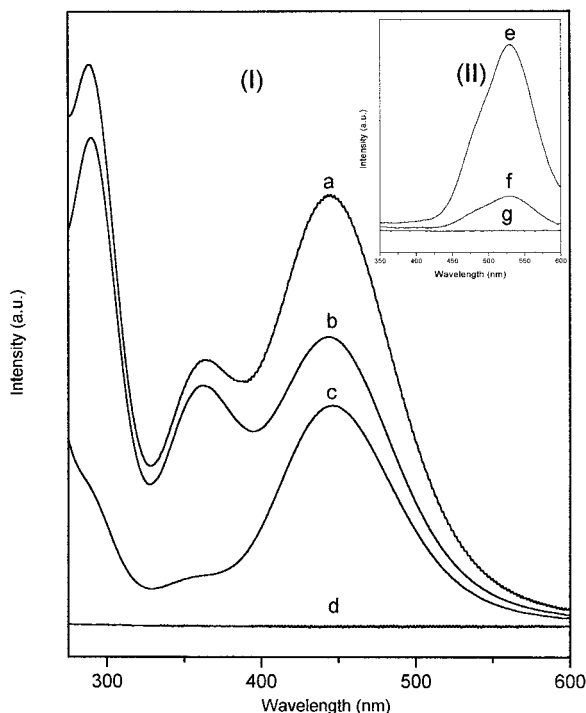 (I)
(II)
e
f
g
Intensity (a.u.)
350 400 450 500 550 600
Wavelength (nm)
a
b
c
d
Intensity (a.u.)
300 400 500 600
Wavelength (nm)